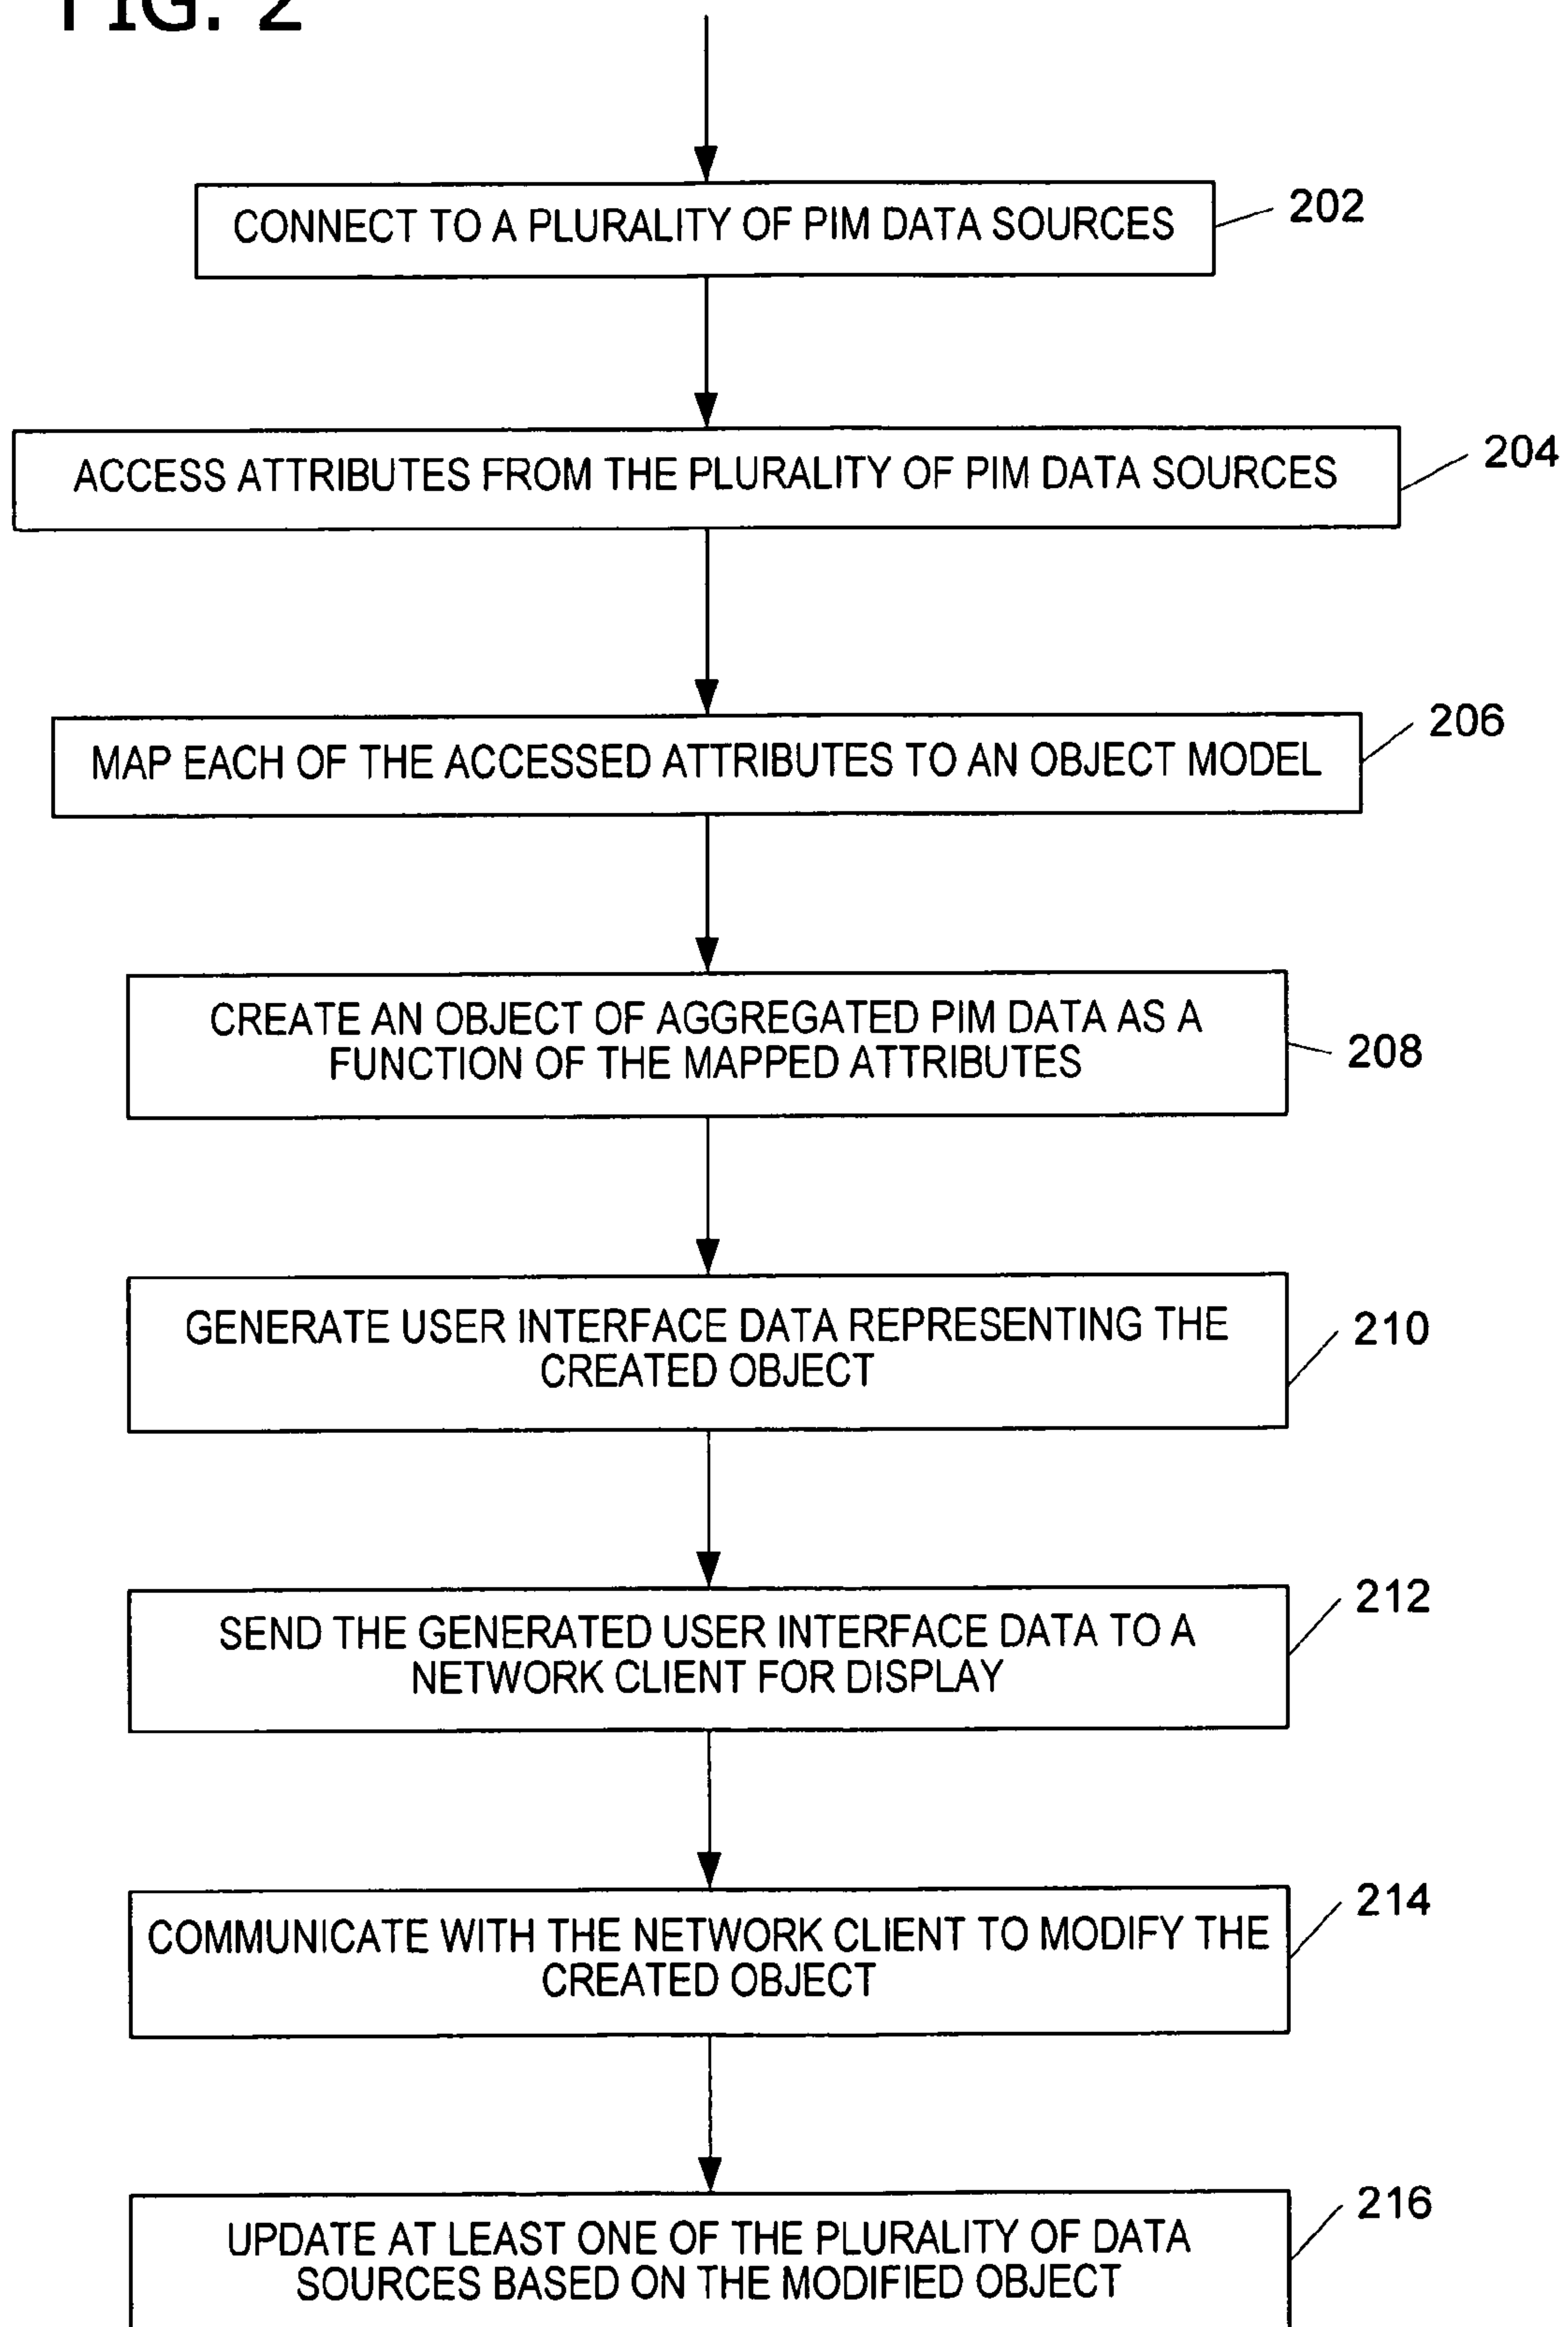 FIG. 2
CONNECT TO A PLURALITY OF PIM DATA SOURCES
202
ACCESS ATTRIBUTES FROM THE PLURALITY OF PIM DATA SOURCES
204
MAP EACH OF THE ACCESSED ATTRIBUTES TO AN OBJECT MODEL
206
CREATE AN OBJECT OF AGGREGATED PIM DATA AS A
FUNCTION OF THE MAPPED ATTRIBUTES
208
GENERATE USER INTERFACE DATA REPRESENTING THE
CREATED OBJECT
210
SEND THE GENERATED USER INTERFACE DATA TO A
NETWORK CLIENT FOR DISPLAY
212
COMMUNICATE WITH THE NETWORK CLIENT TO MODIFY THE
CREATED OBJECT
214
UPDATE AT LEAST ONE OF THE PLURALITY OF DATA
SOURCES BASED ON THE MODIFIED OBJECT
216